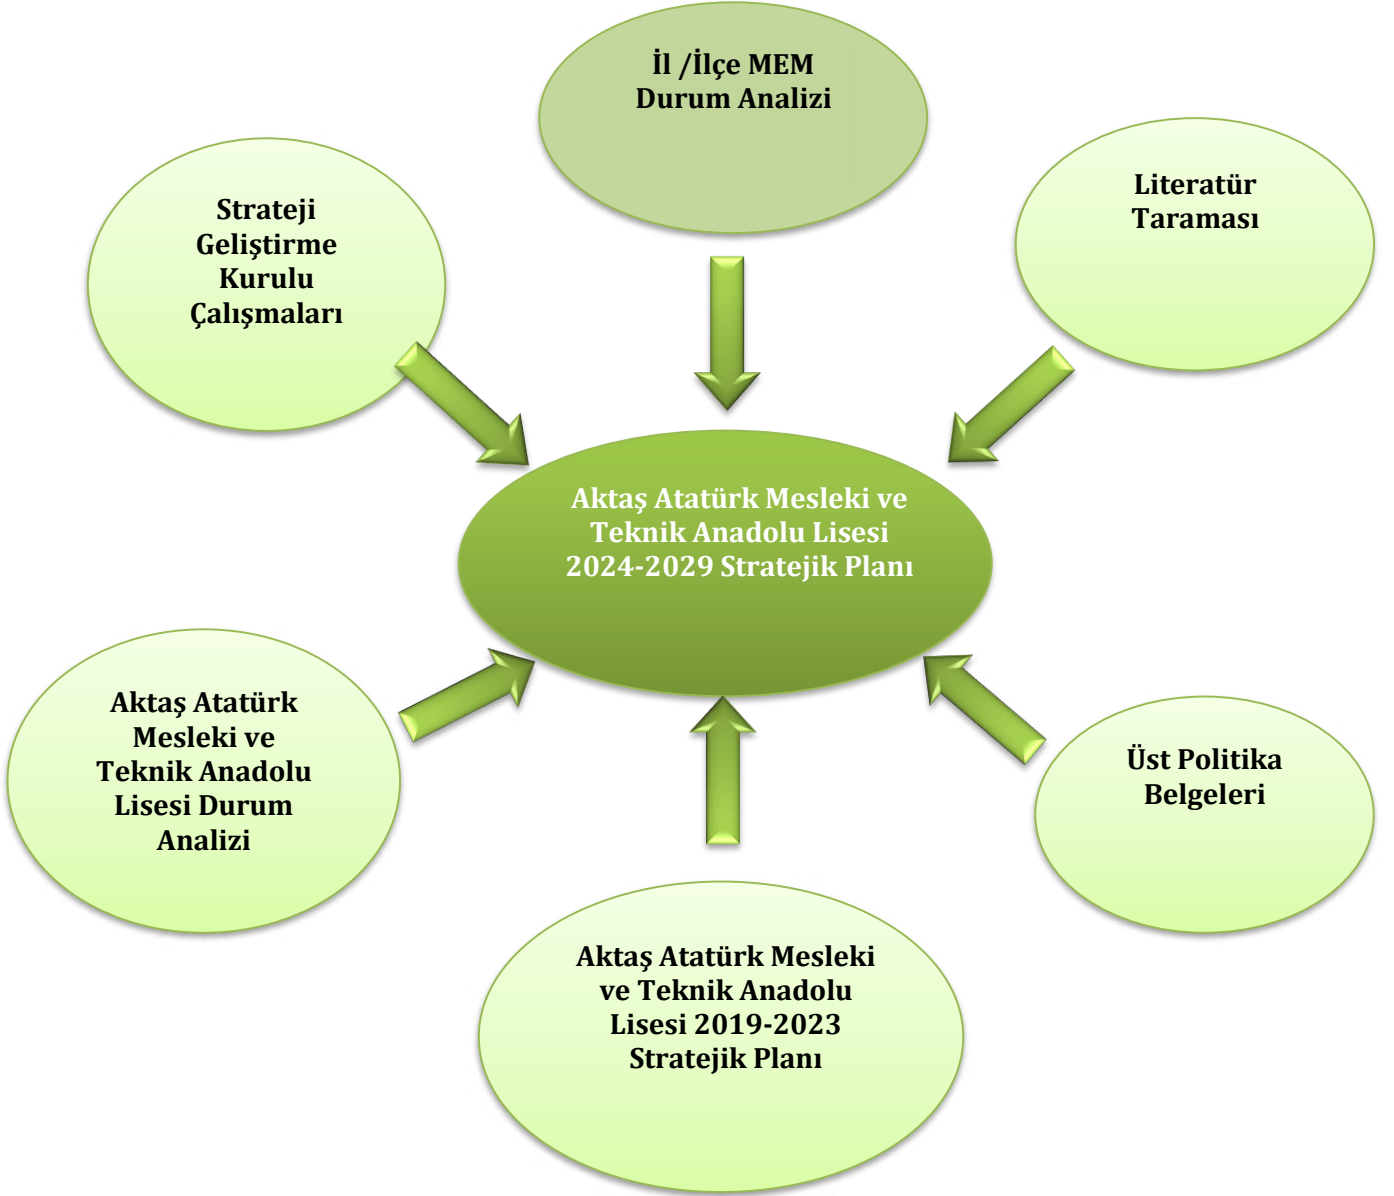 İl /İlçe MEM
Durum Analizi
Literatür
Taraması
Strateji
Geliştirme
Kurulu
Çalışmaları
Aktaş Atatürk Mesleki ve
Teknik Anadolu Lisesi
2024-2029 Stratejik Planı
Aktaş Atatürk
Mesleki ve
Teknik Anadolu
Lisesi Durum
Analizi
Üst Politika
Belgeleri
Aktaş Atatürk Mesleki
ve Teknik Anadolu
Lisesi 2019-2023
Stratejik Planı